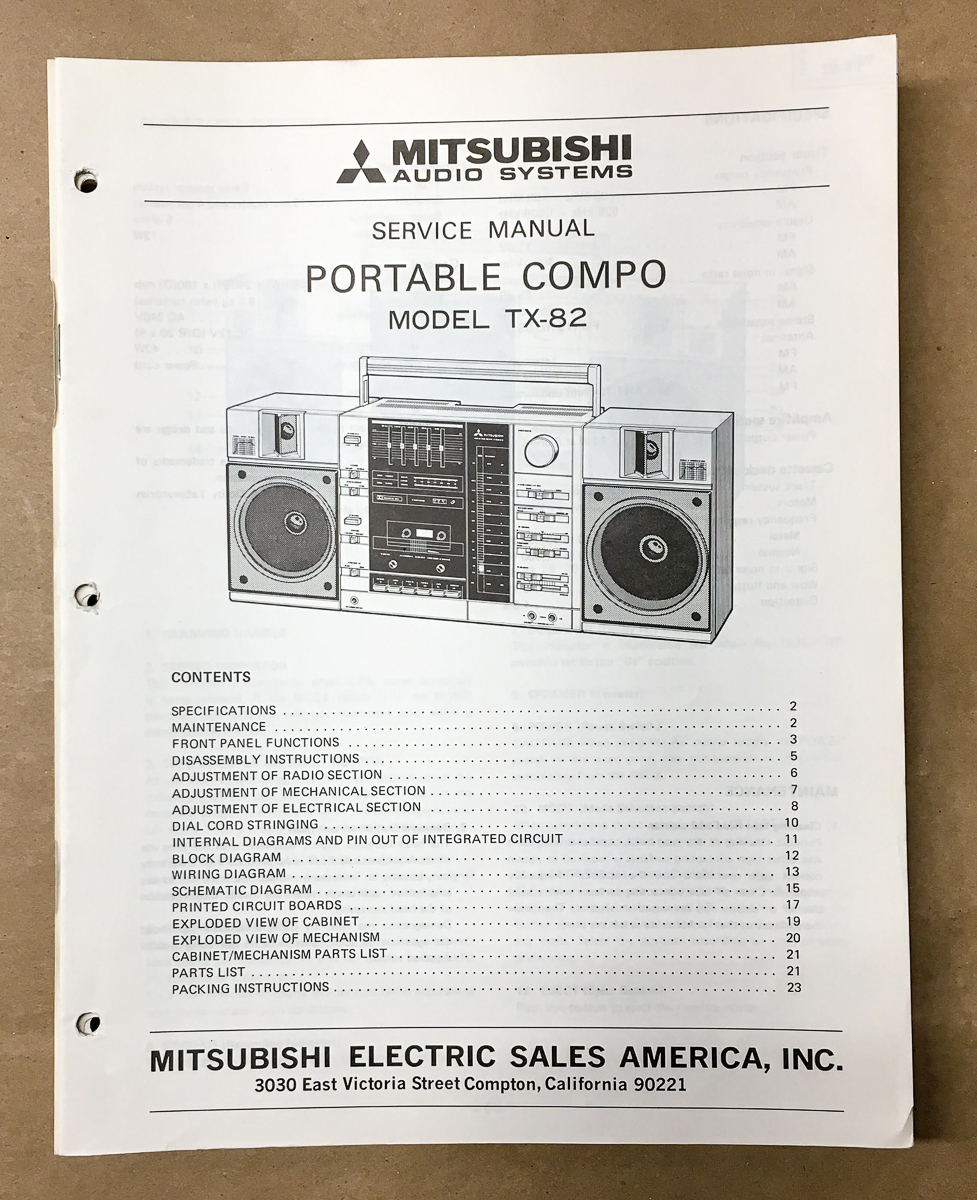 MITSUBISHI
AUDIO SYSTEMS
SERVICE MANUAL
PORTABLE COMPO
MODEL TX-82
CONTENTS
SPECIFICATIONS . . . . . . . . . . 2
MAINTENANCE . . . . . . . . . . 2
FRONT PANEL FUNCTIONS . . . . . . . . . . 3
DISASSEMBLY INSTRUCTIONS . . . . . . . . . . 5
ADJUSTMENT OF RADIO SECTION . . . . . . . . . . 6
ADJUSTMENT OF MECHANICAL SECTION . . . . . . . . . . 7
ADJUSTMENT OF ELECTRICAL SECTION . . . . . . . . . . 8
DIAL CORD STRINGING . . . . . . . . . . 10
INTERNAL DIAGRAMS AND PIN OUT OF INTEGRATED CIRCUIT . . . . . . . . . . 11
BLOCK DIAGRAM . . . . . . . . . . 12
WIRING DIAGRAM . . . . . . . . . . 13
SCHEMATIC DIAGRAM . . . . . . . . . . 15
PRINTED CIRCUIT BOARDS . . . . . . . . . . 17
EXPLODED VIEW OF CABINET . . . . . . . . . . 19
EXPLODED VIEW OF MECHANISM . . . . . . . . . . 20
CABINET/MECHANISM PARTS LIST . . . . . . . . . . 21
PARTS LIST . . . . . . . . . . 21
PACKING INSTRUCTIONS . . . . . . . . . . 23
MITSUBISHI ELECTRIC SALES AMERICA, INC.
3030 East Victoria Street Compton, California 90221